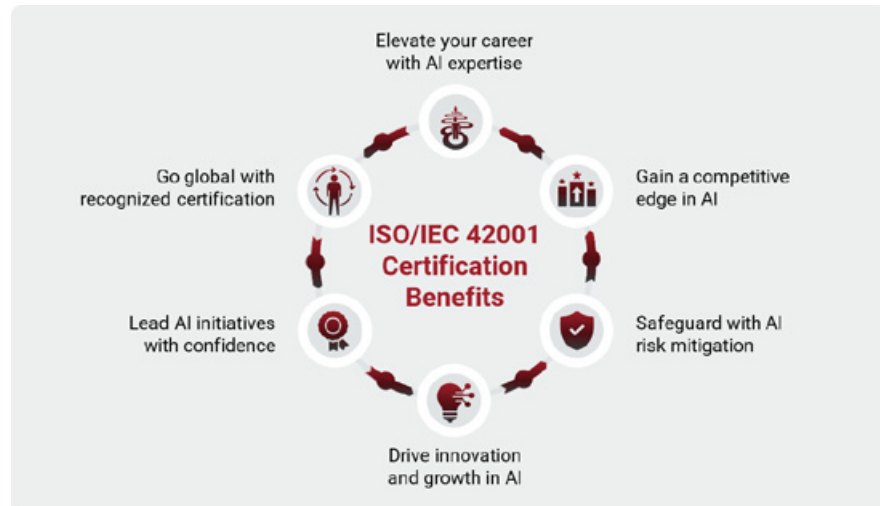 Elevate your career
with AI expertise
Gain a competitive
edge in AI
Safeguard with AI
risk mitigation
Drive innovation
and growth in AI
Lead AI initiatives
with confidence
Go global with
recognized certification
ISO/IEC 42001
Certification
Benefits